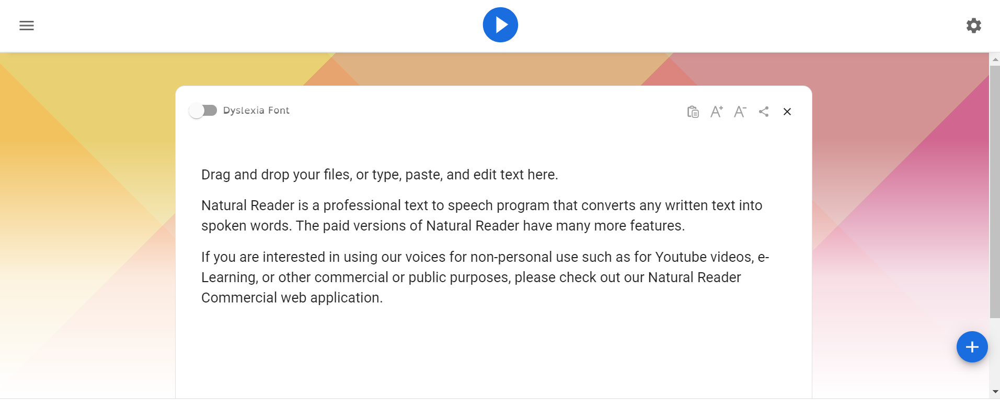 Dyslexia Font
A+ A-
Drag and drop your files, or type, paste, and edit text here.
Natural Reader is a professional text to speech program that converts any written text into
spoken words. The paid versions of Natural Reader have many more features.
If you are interested in using our voices for non-personal use such as for Youtube videos, e-
Learning, or other commercial or public purposes, please check out our Natural Reader
Commercial web application.